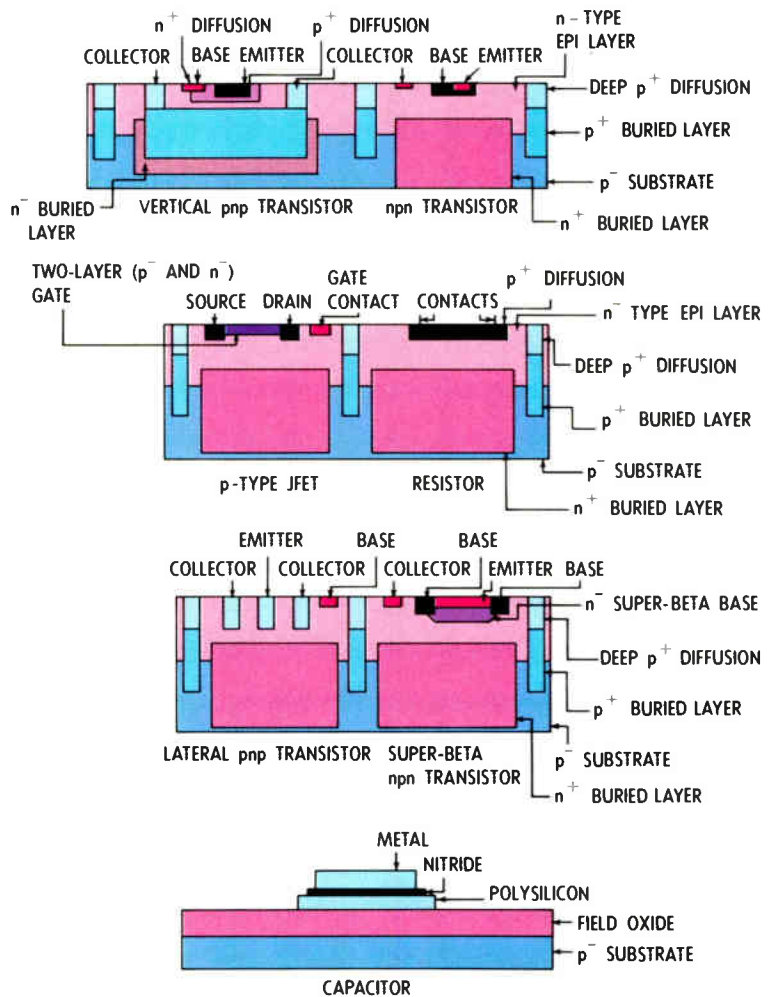 n+ DIFFUSION
p+ DIFFUSION
n-TYPE
EPI LAYER
COLLECTOR
BASE EMITTER
COLLECTOR
BASE EMITTER
DEEP p+ DIFFUSION
p+ BURIED LAYER
p- SUBSTRATE
n+ BURIED LAYER
n- BURIED
LAYER
VERTICAL pnp TRANSISTOR
npn TRANSISTOR
TWO-LAYER (p- AND n-)
GATE
SOURCE
DRAIN
GATE
CONTACT
CONTACTS
p+ DIFFUSION
n- TYPE EPI LAYER
DEEP p+ DIFFUSION
p+ BURIED LAYER
p- SUBSTRATE
n+ BURIED LAYER
p-TYPE JFET
RESISTOR
EMITTER
BASE
BASE
COLLECTOR
COLLECTOR
COLLECTOR
EMITTER
BASE
n- SUPER-BETA BASE
DEEP p+ DIFFUSION
p+ BURIED LAYER
p- SUBSTRATE
n+ BURIED LAYER
LATERAL pnp TRANSISTOR
SUPER-BETA
npn TRANSISTOR
METAL
NITRIDE
POLYSILICON
FIELD OXIDE
p- SUBSTRATE
CAPACITOR